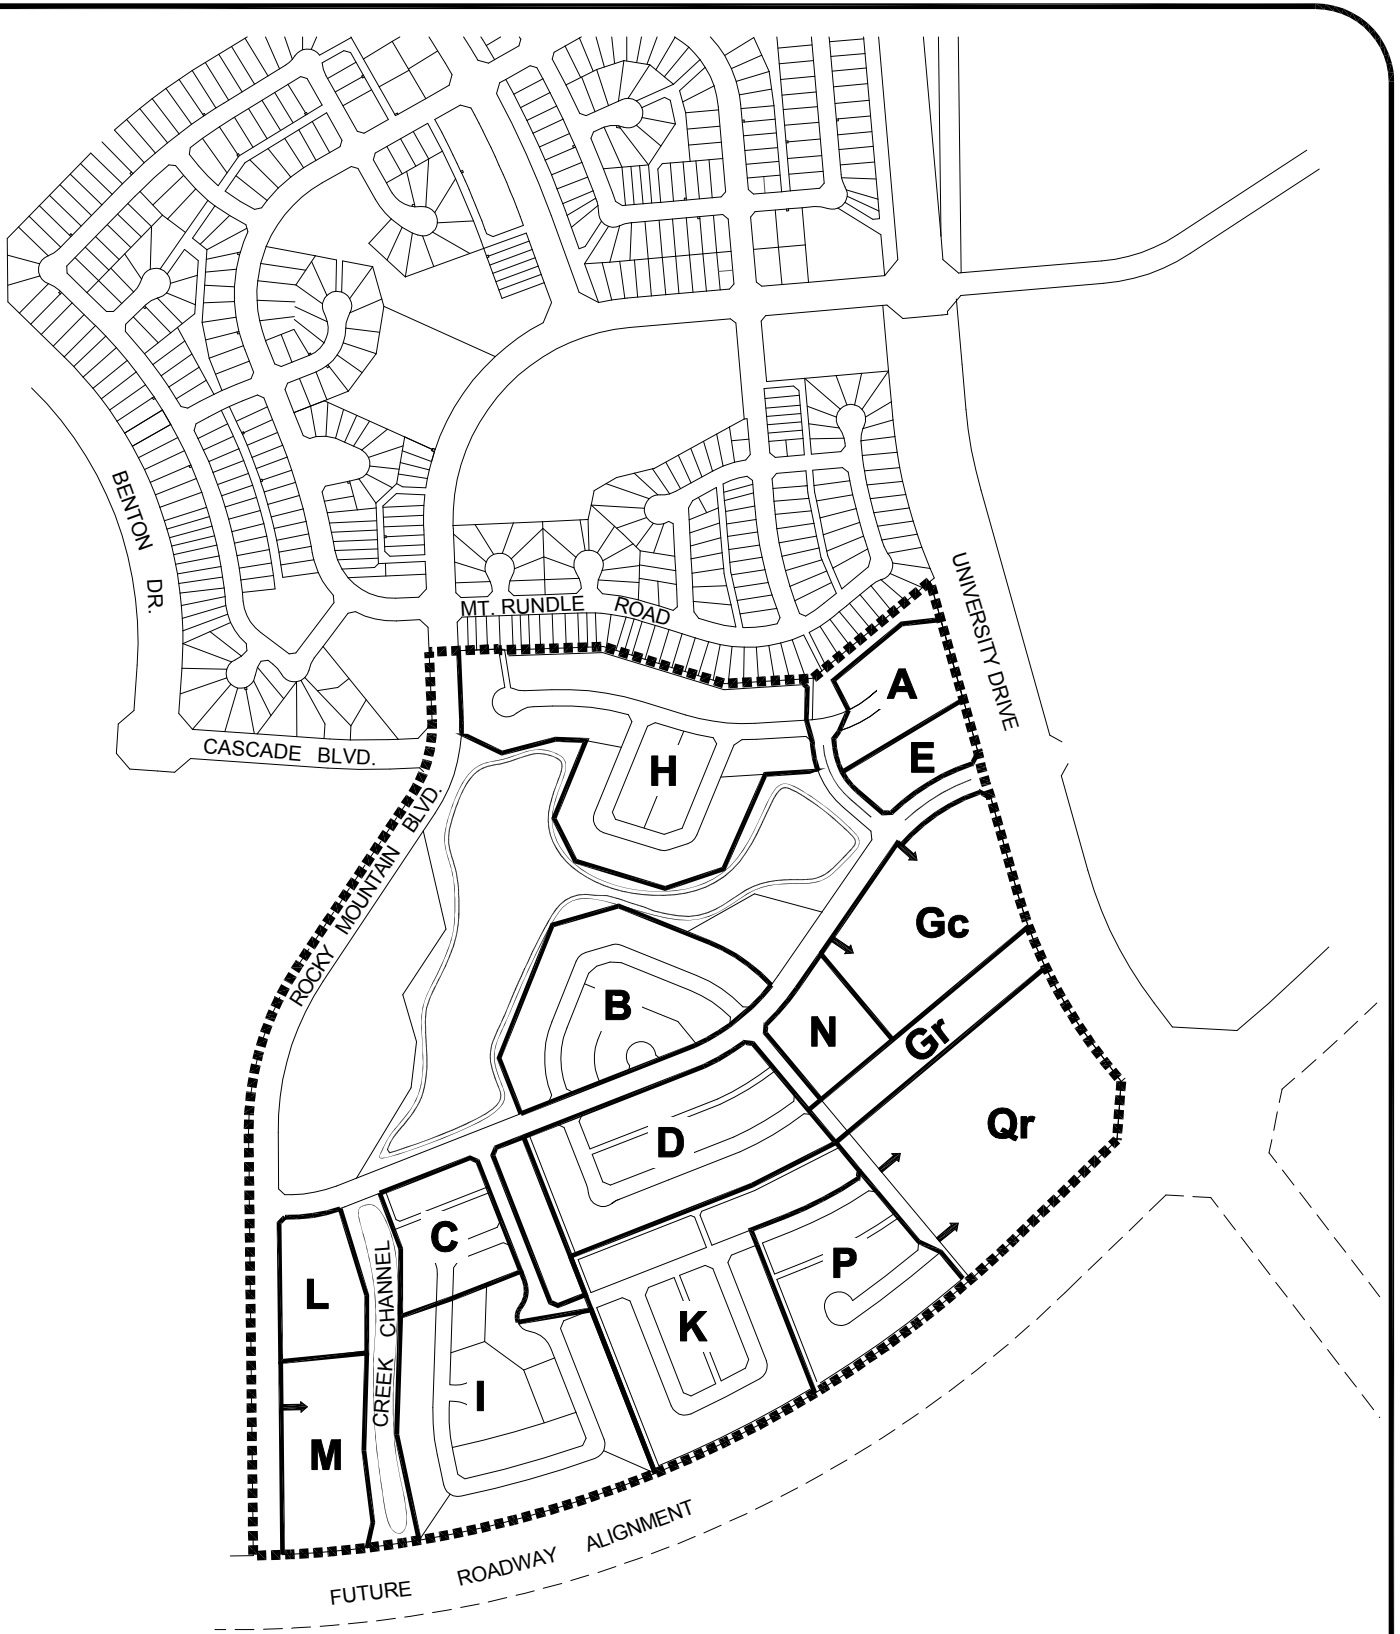 BENTON DR.
MT. RUNDLE ROAD
UNIVERSITY DRIVE
A
CASCADE BLVD.
E
H
ROCKY MOUNTAIN BLVD.
Gc
B
N
Gr
Qr
D
C
P
CREEK CHANNEL
L
K
I
M
FUTURE ROADWAY ALIGNMENT